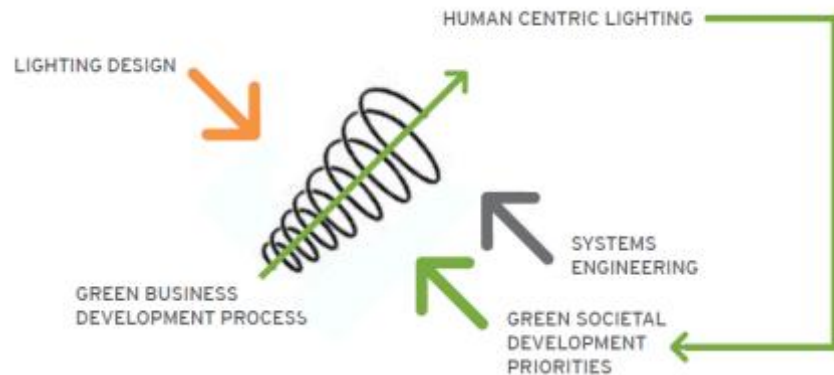 HUMAN CENTRIC LIGHTING
LIGHTING DESIGN
SYSTEMS
ENGINEERING
GREEN BUSINESS
DEVELOPMENT PROCESS
GREEN SOCIETAL
DEVELOPMENT
PRIORITIES